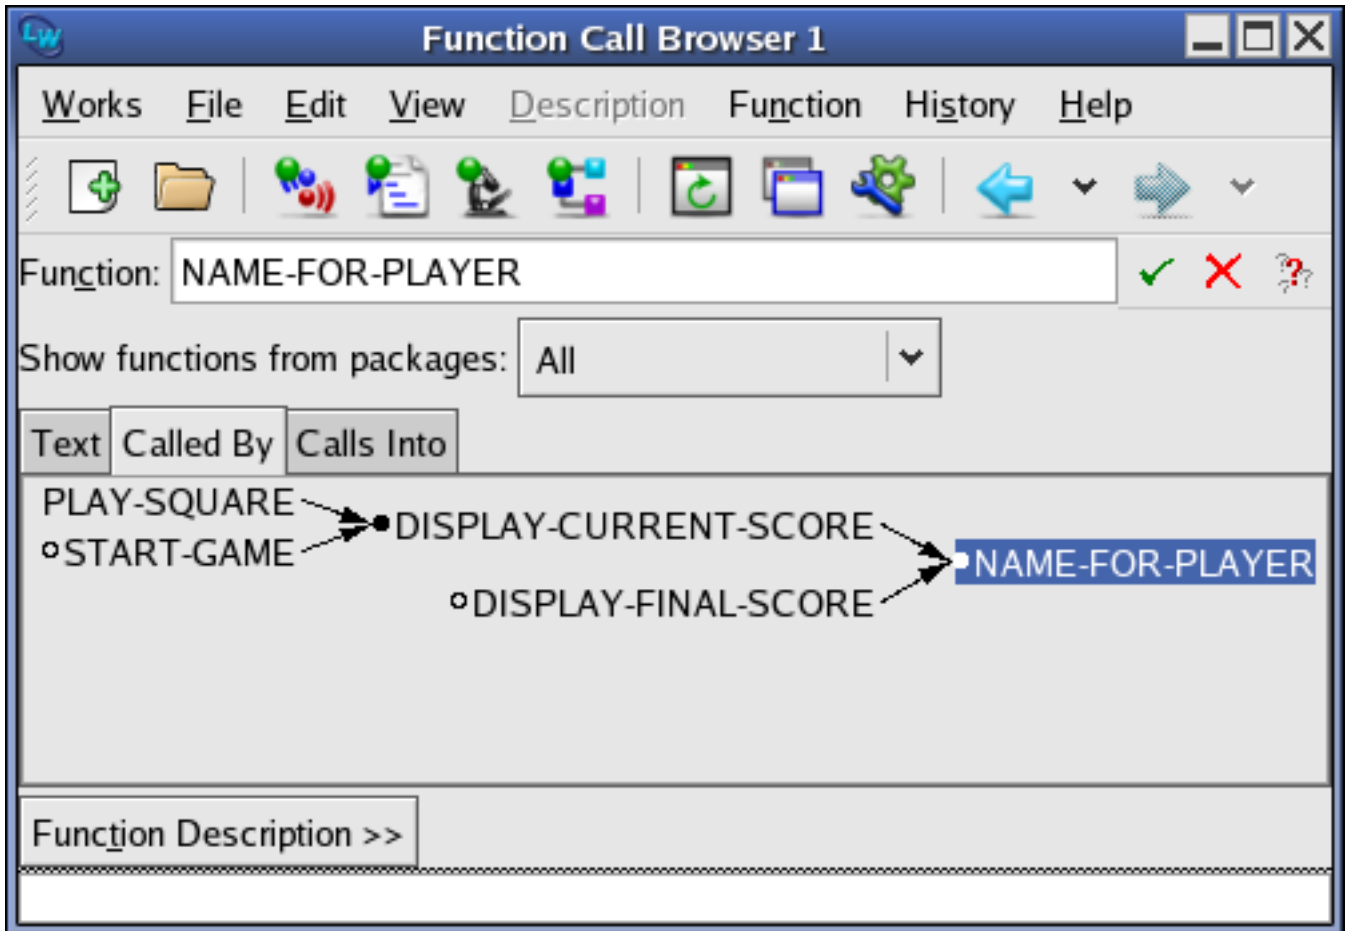 LW Function Call Browser 1
Works File Edit View Description Function History Help
Function: NAME-FOR-PLAYER
Show functions from packages: All
Text Called By Calls Into
PLAY-SQUARE
DISPLAY-CURRENT-SCORE
START-GAME
NAME-FOR-PLAYER
DISPLAY-FINAL-SCORE
Function Description >>